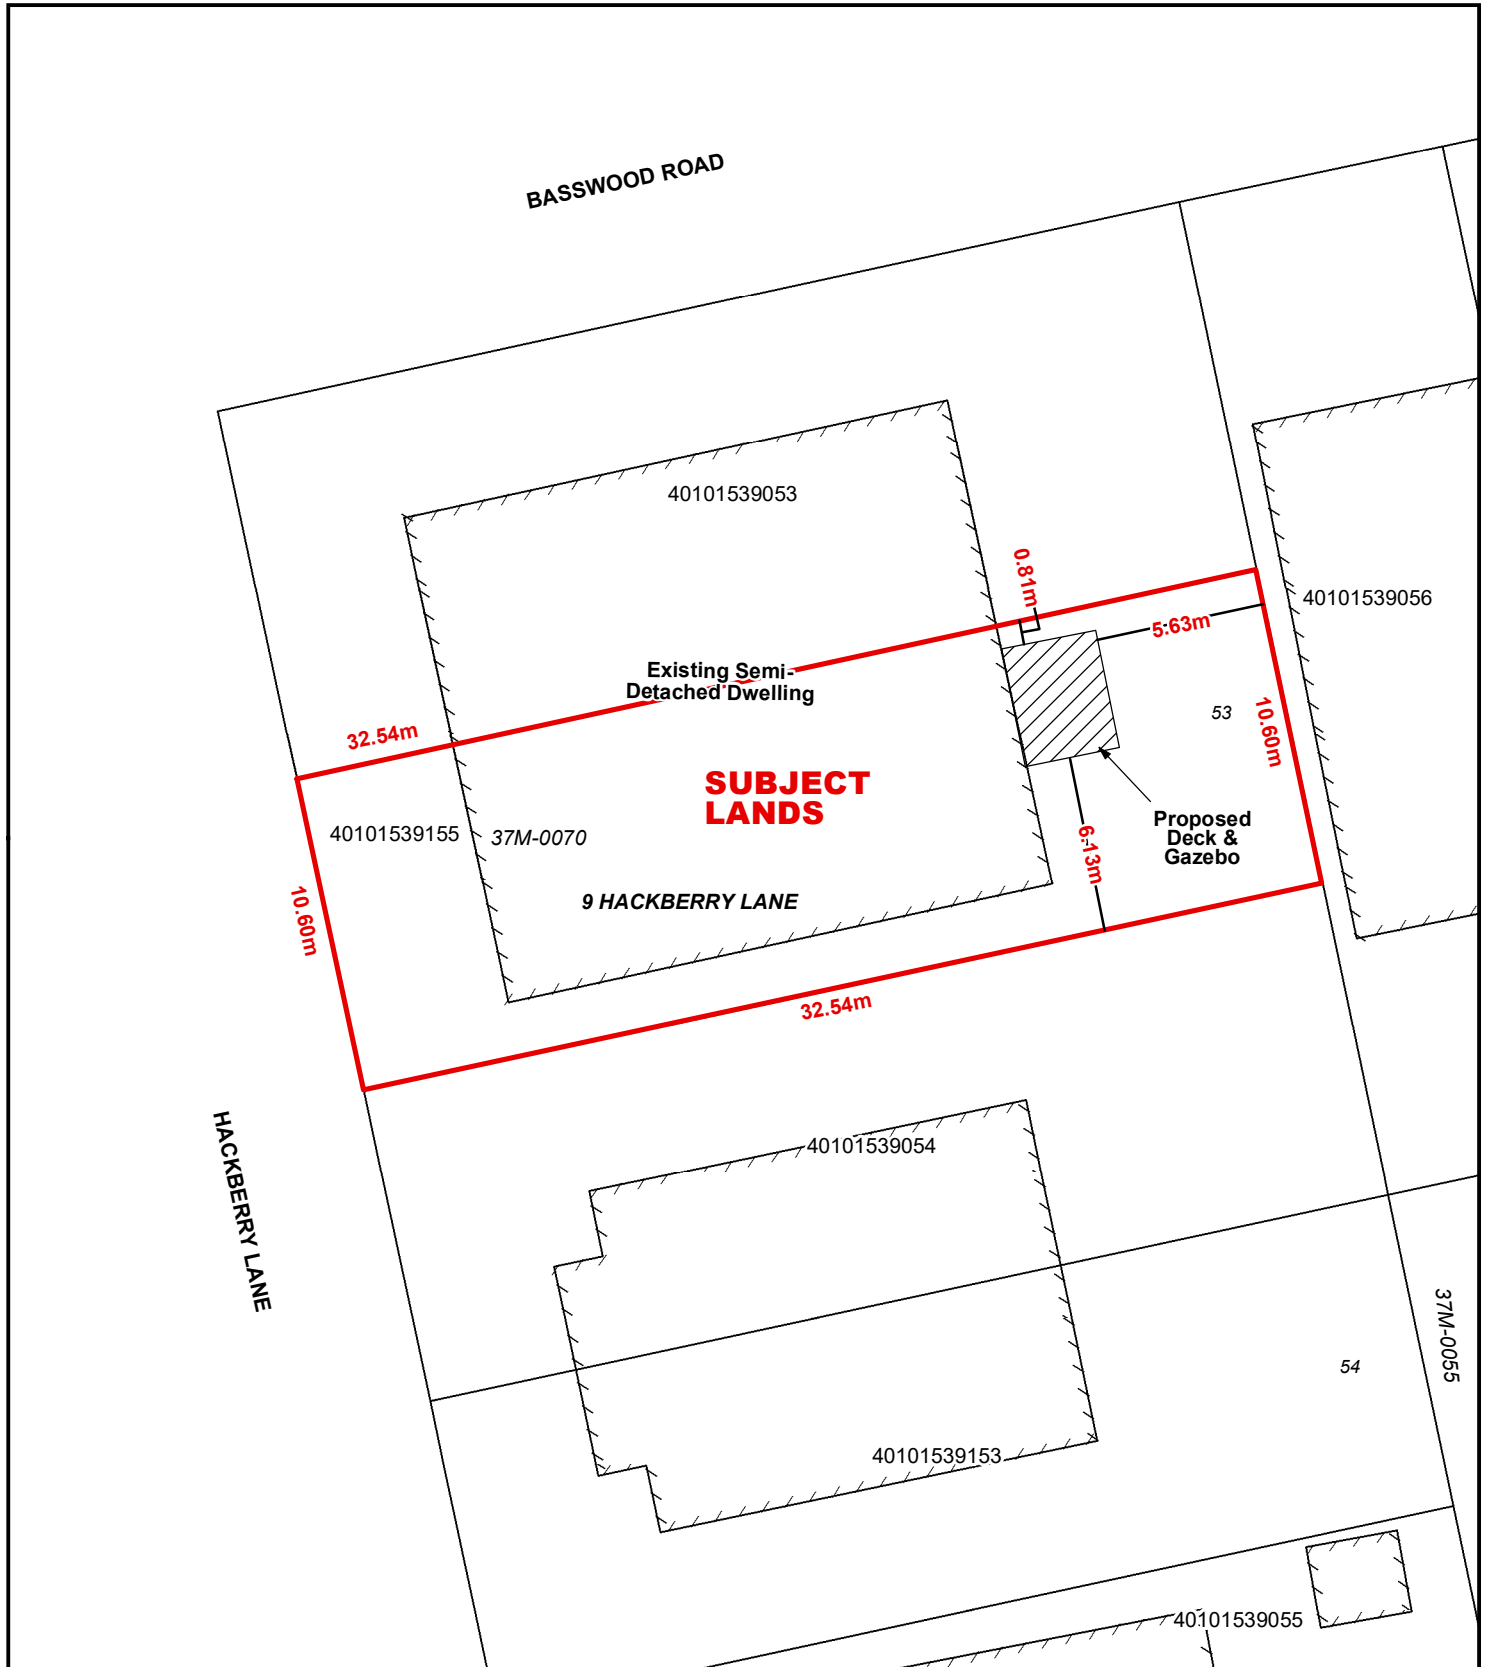 BASSWOOD ROAD
40101539053
0.81m
40101539056
5.63m
Existing Semi-
Detached Dwelling
53
32.54m
10.60m
SUBJECT
LANDS
40101539155
37M-0070
6.13m
Proposed
Deck &
Gazebo
9 HACKBERRY LANE
10.60m
32.54m
HACKBERRY LANE
40101539054
37M-0055
54
40101539153
40101539055